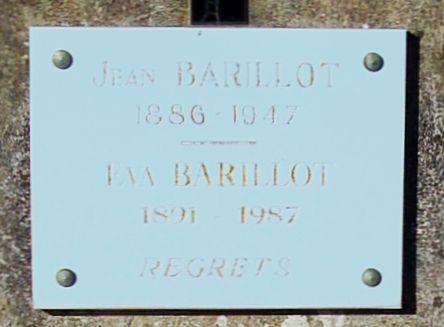 JEAN BARILLOT
1886-1947
EVA BARILLOT
1891 - 1987
REGRETS